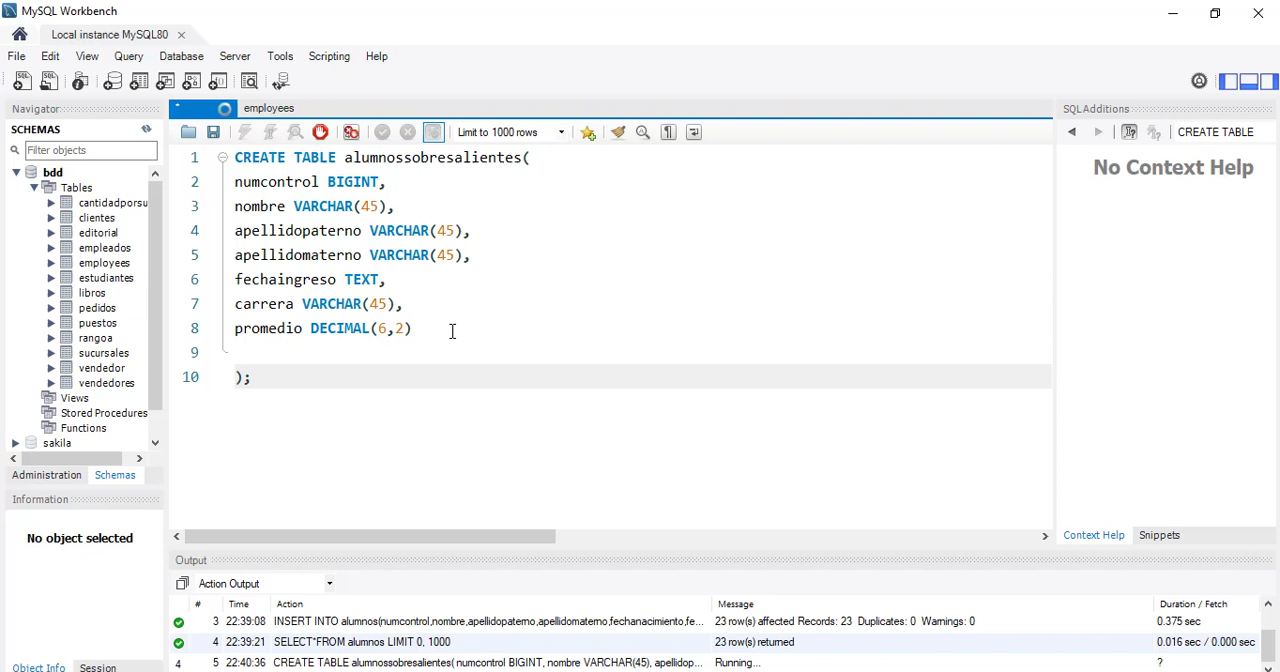 MySQL Workbench
Local instance MySQL80
File Edit View Query Database Server Tools Scripting Help
Navigator
SCHEMAS
Filter objects
bdd
Tables
cantidadporsu
clientes
editorial
empleados
employees
estudiantes
libros
pedidos
puestos
rangoa
sucursales
vendedor
vendedores
Views
Stored Procedures
Functions
sakila
Administration Schemas
Information
No object selected
Object Info Session
* employees
Limit to 1000 rows
1 CREATE TABLE alumnossobresalientes(
2 numcontrol BIGINT,
3 nombre VARCHAR(45),
4 apellidopaterno VARCHAR(45),
5 apellidomaterno VARCHAR(45),
6 fechaingreso TEXT,
7 carrera VARCHAR(45),
8 promedio DECIMAL(6,2)
9
10 );
SQL Additions
CREATE TABLE
No Context Help
Context Help Snippets
Output
Action Output
# Time Action Message Duration / Fetch
3 22:39:08 INSERT INTO alumnos(numcontrol,nombre,apellidopaterno,apellidomaterno,fechanacimiento,fe... 23 row(s) affected Records: 23 Duplicates: 0 Warnings: 0 0.375 sec
4 22:39:21 SELECT*FROM alumnos LIMIT 0, 1000 23 row(s) returned 0.016 sec / 0.000 sec
4 5 22:40:36 CREATE TABLE alumnossobresalientes( numcontrol BIGINT, nombre VARCHAR(45), apellidop... Running... ?